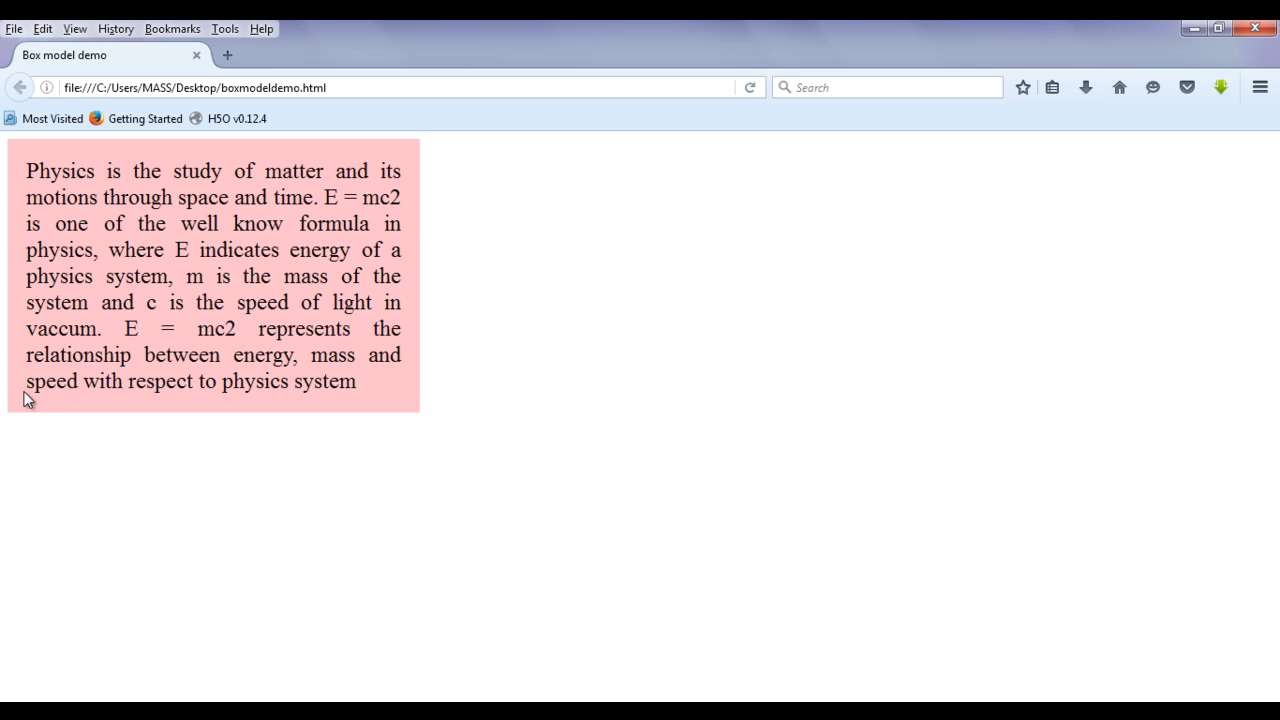 File Edit View History Bookmarks Tools Help
Box model demo
file:///C:/Users/MASS/Desktop/boxmodeldemo.html
Search
Most Visited Getting Started H5O v0.12.4
Physics is the study of matter and its
motions through space and time. E = mc2
is one of the well know formula in
physics, where E indicates energy of a
physics system, m is the mass of the
system and c is the speed of light in
vaccum. E = mc2 represents the
relationship between energy, mass and
speed with respect to physics system